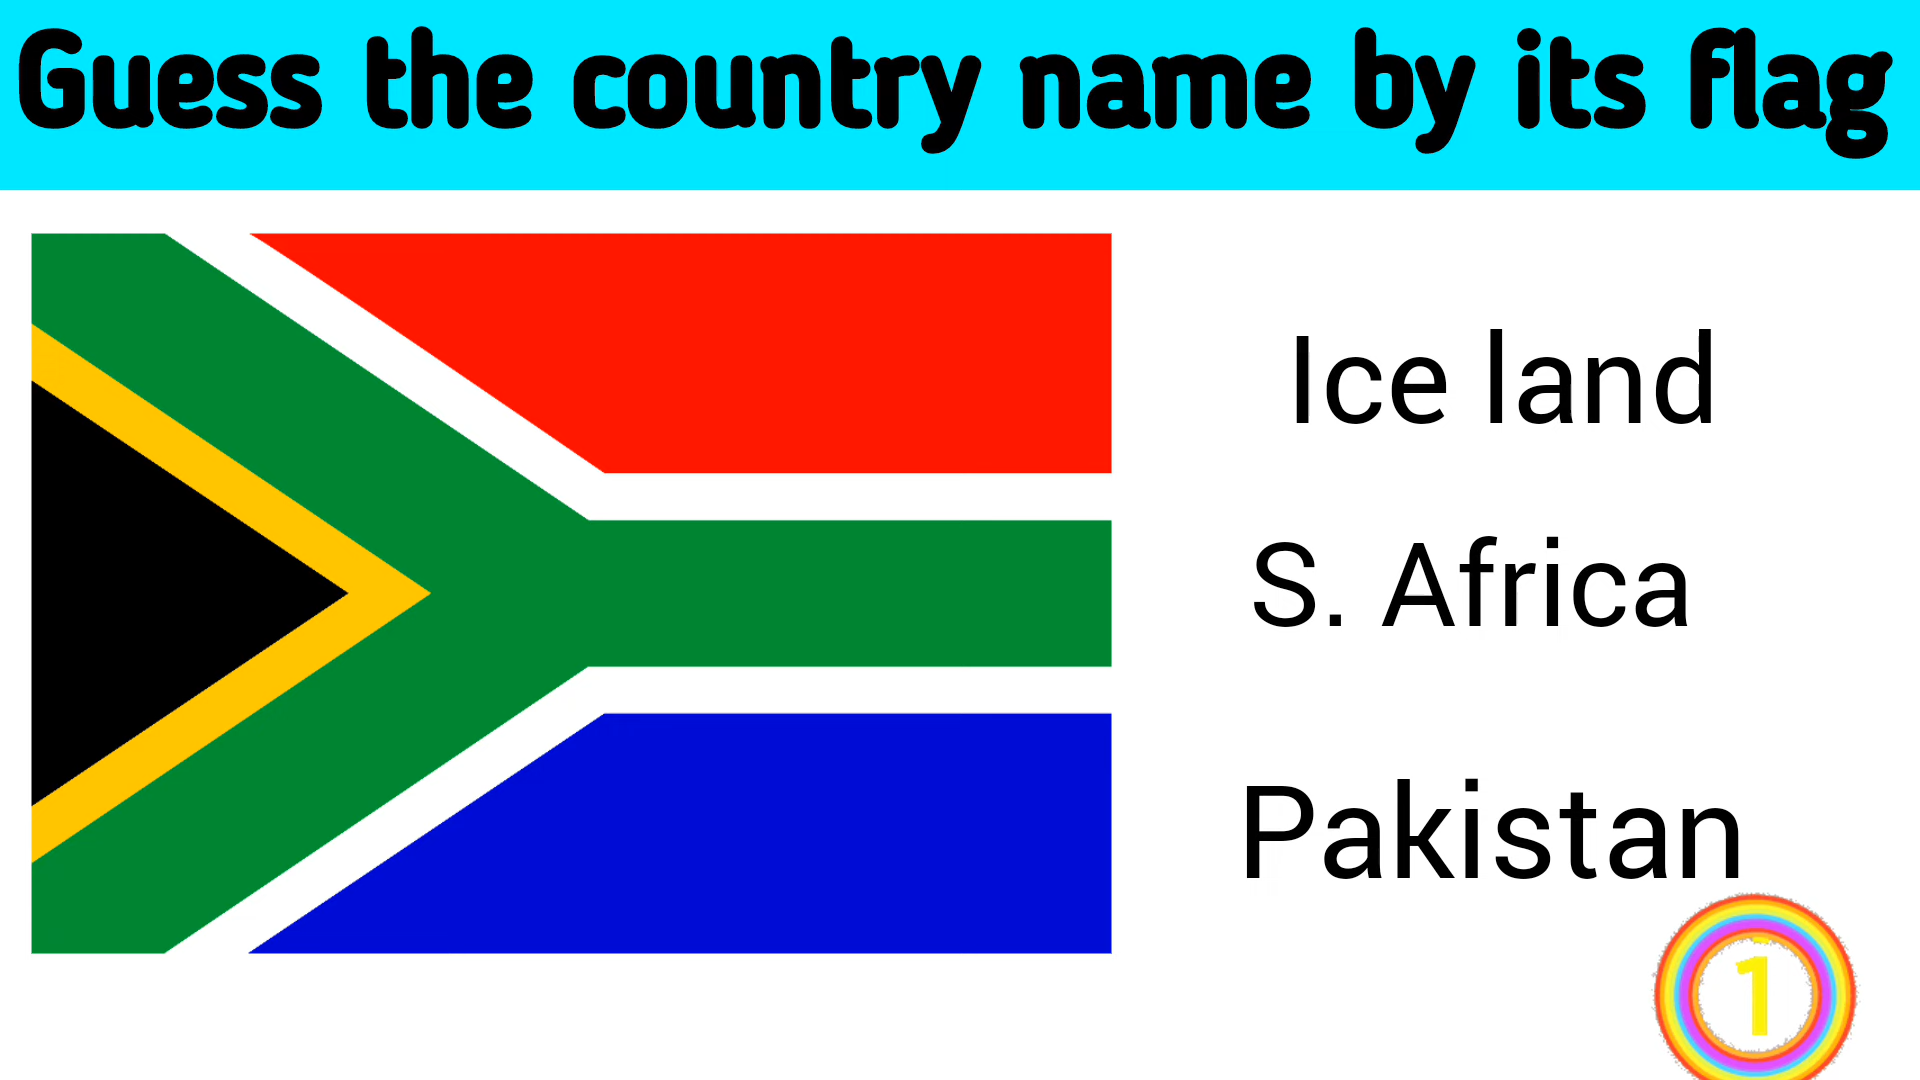 Guess the country name by its flag
Ice land
S. Africa
Pakistan
1